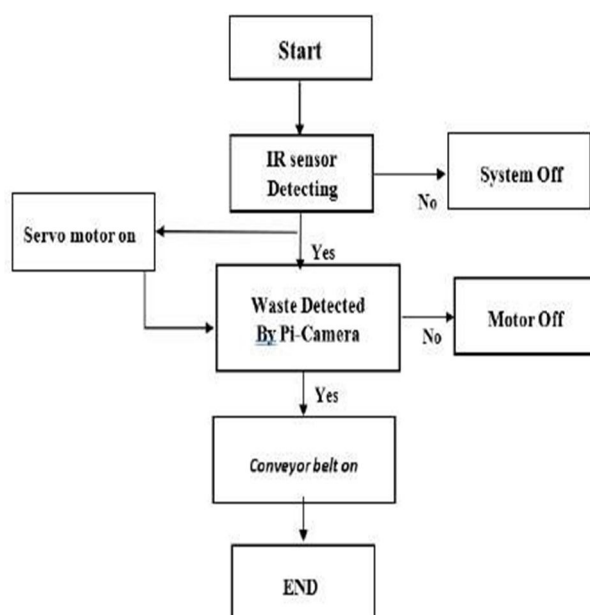 Start
IR sensor
Detecting
System Off
No
Servo motor on
Yes
Waste Detected
By Pi-Camera
Motor Off
No
Yes
Conveyor belt on
END